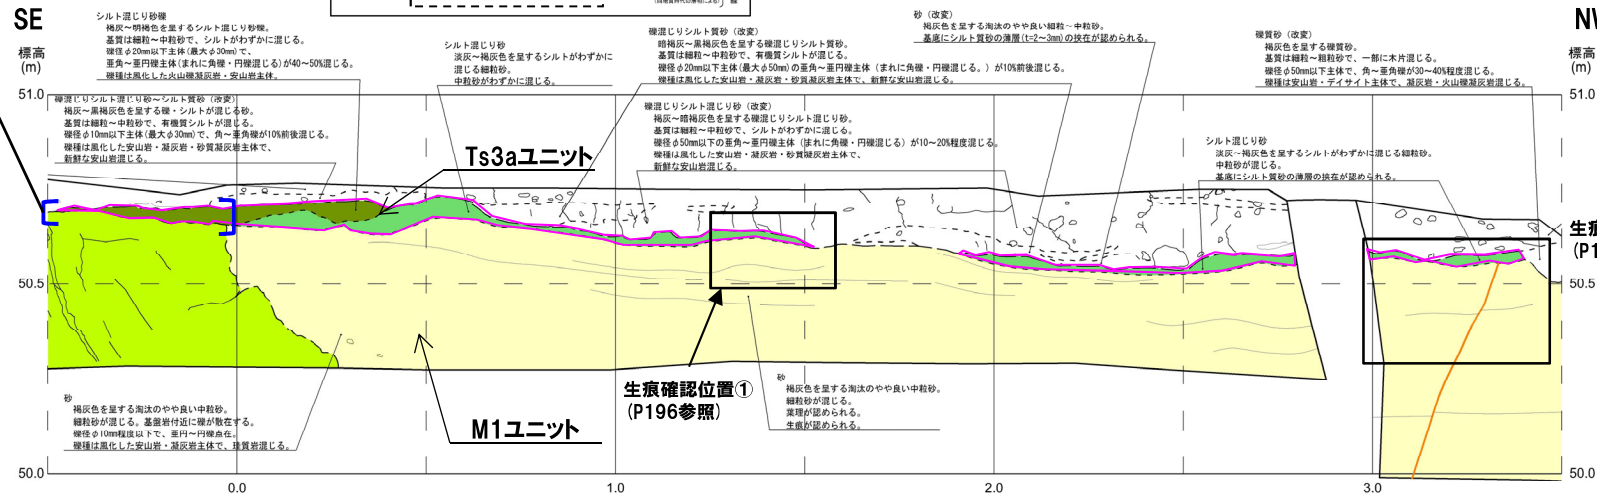 SE
標高
(m)
シルト混じり砂礫
褐灰～明褐色を呈するシルト混じり砂礫。
基質は細粒～中粒砂で、シルトがわずかに混じる。
礫径φ20mm以下主体(最大φ30mm)で、
亜角～亜円礫主体(まれに角礫・円礫混じる)が40～50%混じる。
礫種は風化した火山礫凝灰岩・安山岩主体。
シルト混じり砂
淡灰～褐灰色を呈するシルトがわずかに
混じる細粒砂。
中粒砂がわずかに混じる。
礫混じりシルト質砂（改変）
暗褐灰～黒褐灰色を呈する礫混じりシルト質砂。
基質は細粒～中粒砂で、有機質シルトが混じる。
礫径φ20mm以下主体(最大φ50mm)の亜角～亜円礫主体（まれに角礫・円礫混じる。）が10%前後混じる。
礫種は風化した安山岩・凝灰岩・砂質凝灰岩主体で、新鮮な安山岩混じる。
砂（改変）
褐灰色を呈する淘汰のやや良い細粒～中粒砂。
基底にシルト質砂の薄層(t=2～3mm)の挟在が認められる。
礫質砂（改変）
褐灰色を呈する礫質砂。
基質は細粒～粗粒砂で、一部に木片混じる。
礫径φ50mm以下主体で、角～亜角礫が30～40%程度混じる。
礫種は安山岩・デイサイト主体で、凝灰岩・火山礫凝灰岩混じる。
標高
(m)
51.0
51.0
礫混じりシルト混じり砂～シルト質砂（改変）
褐灰～黒褐灰色を呈する礫・シルトが混じる砂。
基質は細粒～中粒砂で、有機質シルトが混じる。
礫径φ10mm以下主体(最大φ30mm)で、角～亜角礫が10%前後混じる。
礫種は風化した安山岩・凝灰岩・砂質凝灰岩主体で、
新鮮な安山岩混じる。
礫混じりシルト混じり砂（改変）
褐灰～暗褐灰色を呈する礫混じりシルト混じり砂。
基質は細粒～中粒砂で、シルトがわずかに混じる。
礫径φ50mm以下の亜角～亜円礫主体（まれに角礫・円礫混じる）が10～20%程度混じる。
礫種は風化した安山岩・凝灰岩・砂質凝灰岩主体で、
新鮮な安山岩混じる。
シルト混じり砂
淡灰～褐灰色を呈するシルトがわずかに混じる細粒砂。
中粒砂が混じる。
基底にシルト質砂の薄層の挟在が認められる。
Ts3aユニット
50.5
50.5
M1ユニット
生痕確認位置①
(P196参照)
砂
褐灰色を呈する淘汰のやや良い中粒砂。
細粒砂が混じる。
葉理が認められる。
生痕が認められる。
砂
褐灰色を呈する淘汰のやや良い中粒砂。
細粒砂が混じる。基盤岩付近に礫が散在する。
礫径φ10mm程度以下で、亜円～円礫点在。
礫種は風化した安山岩・凝灰岩主体で、珪質岩混じる。
50.0
50.0
0.0
1.0
2.0
3.0